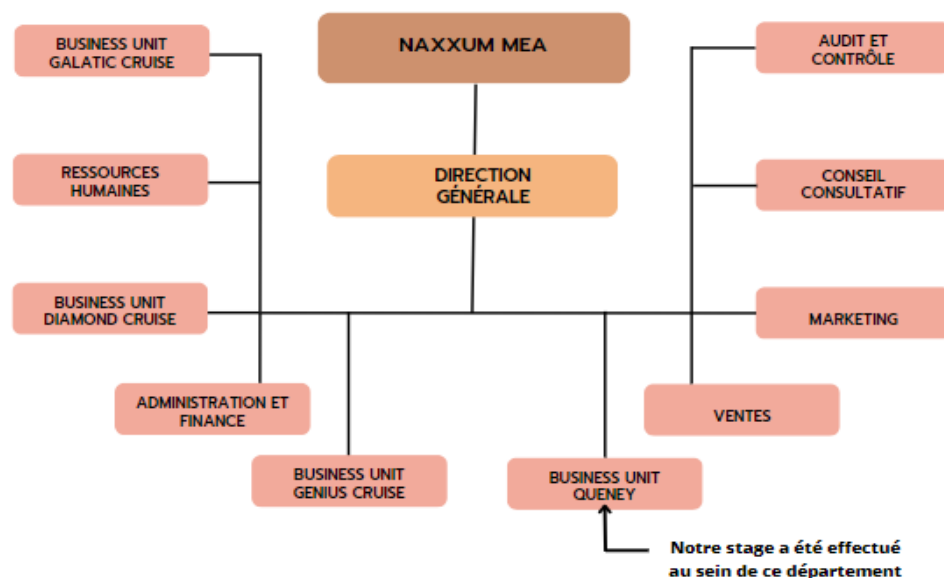 BUSINESS UNIT
GALATIC CRUISE
NAXXUM MEA
AUDIT ET
CONTRÔLE
RESSOURCES
HUMAINES
DIRECTION
GÉNÉRALE
CONSEIL
CONSULTATIF
BUSINESS UNIT
DIAMOND CRUISE
MARKETING
ADMINISTRATION ET
FINANCE
VENTES
BUSINESS UNIT
GENIUS CRUISE
BUSINESS UNIT
QUENEY
Notre stage a été effectué
au sein de ce département